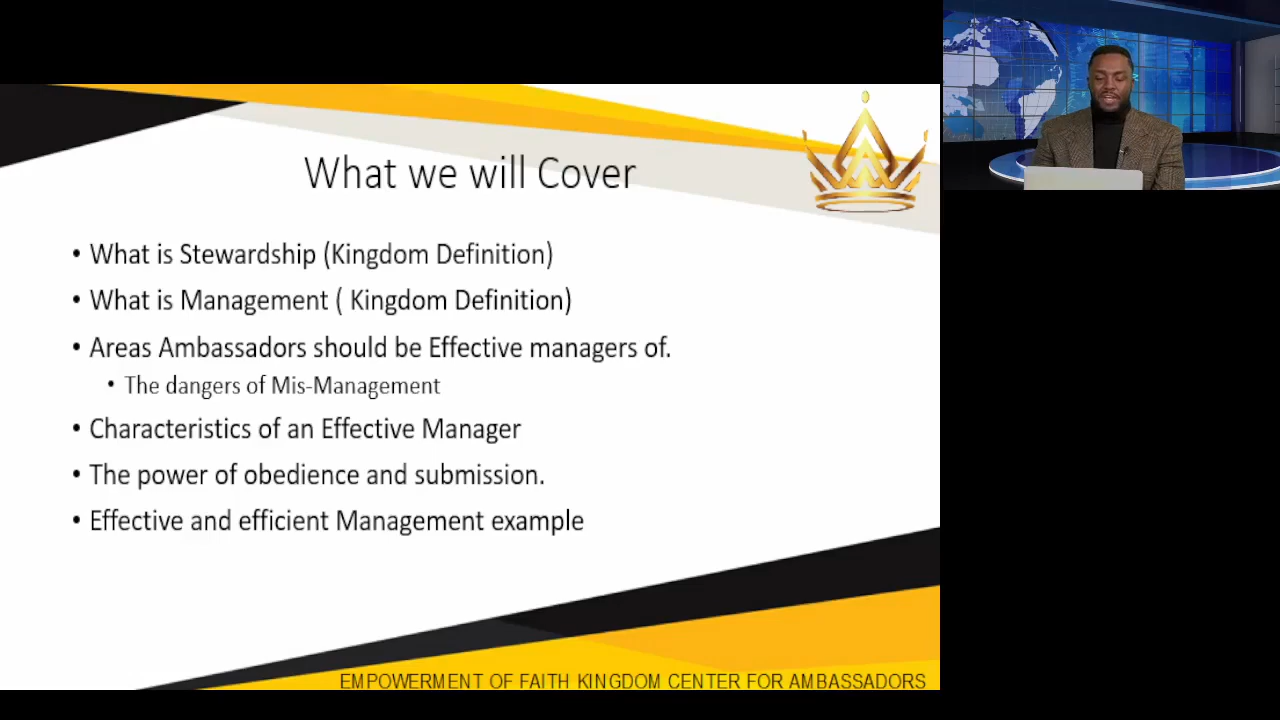 What we will Cover
• What is Stewardship (Kingdom Definition)
• What is Management ( Kingdom Definition)
• Areas Ambassadors should be Effective managers of.
• The dangers of Mis-Management
• Characteristics of an Effective Manager
• The power of obedience and submission.
• Effective and efficient Management example
EMPOWERMENT OF FAITH KINGDOM CENTER FOR AMBASSADORS